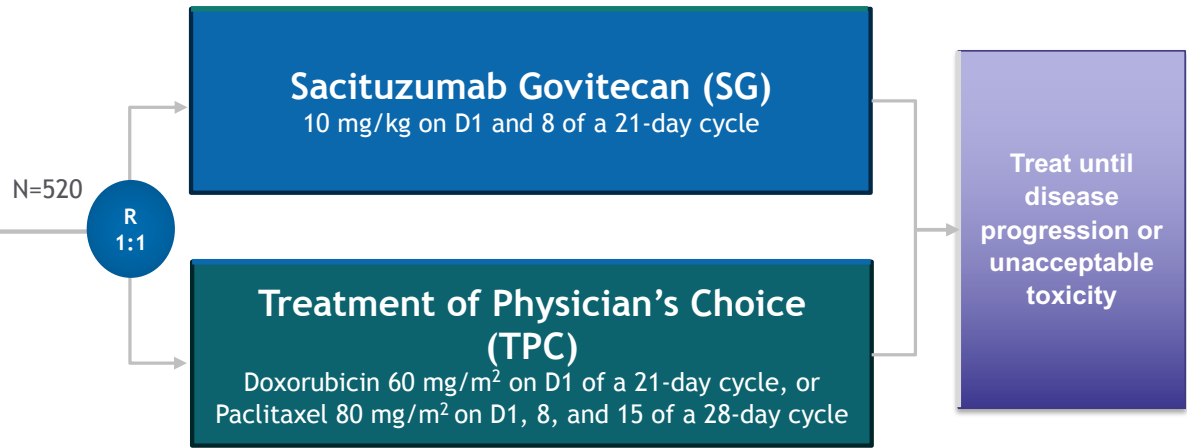 Sacituzumab Govitecan (SG)
10 mg/kg on D1 and 8 of a 21-day cycle
N=520
R
1:1
Treatment of Physician’s Choice
(TPC)
Doxorubicin 60 mg/m² on D1 of a 21-day cycle, or
Paclitaxel 80 mg/m² on D1, 8, and 15 of a 28-day cycle
Treat until
disease
progression or
unacceptable
toxicity